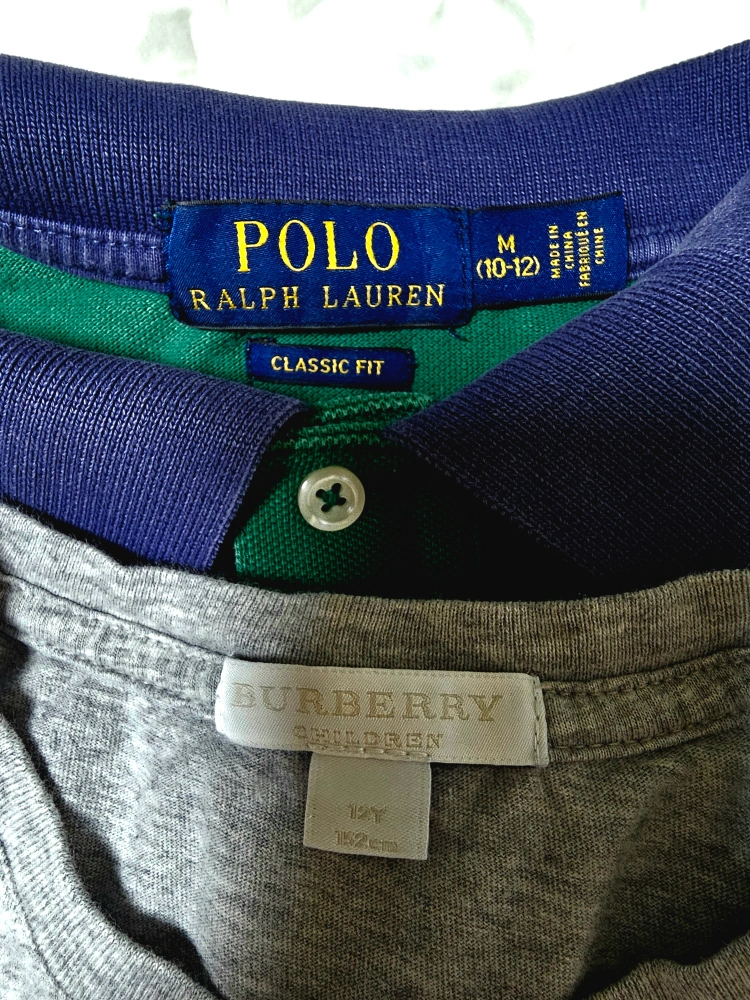 POLO
RALPH LAUREN
M
(10-12)
MADE IN
CHINA
FABRIQUÉ EN
CHINE
CLASSIC FIT
BURBERRY
CHILDREN
12Y
152cm